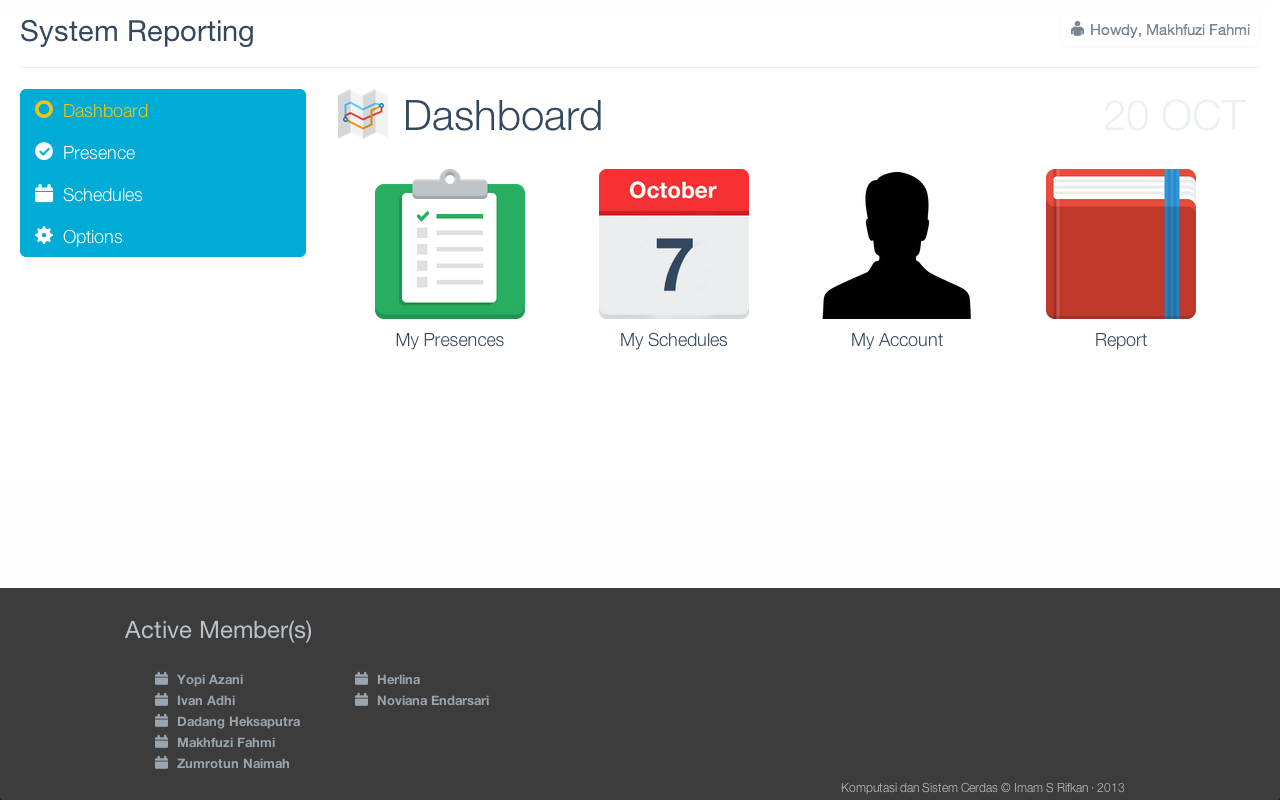 System Reporting
Howdy, Makhfuzi Fahmi
Dashboard
Presence
Schedules
Options
Dashboard
20 OCT
October
7
My Presences
My Schedules
My Account
Report
Active Member(s)
Yopi Azani
Ivan Adhi
Dadang Heksaputra
Makhfuzi Fahmi
Zumrotun Naimah
Herlina
Noviana Endarsari
Komputasi dan Sistem Cerdas © Imam S Rifkan · 2013